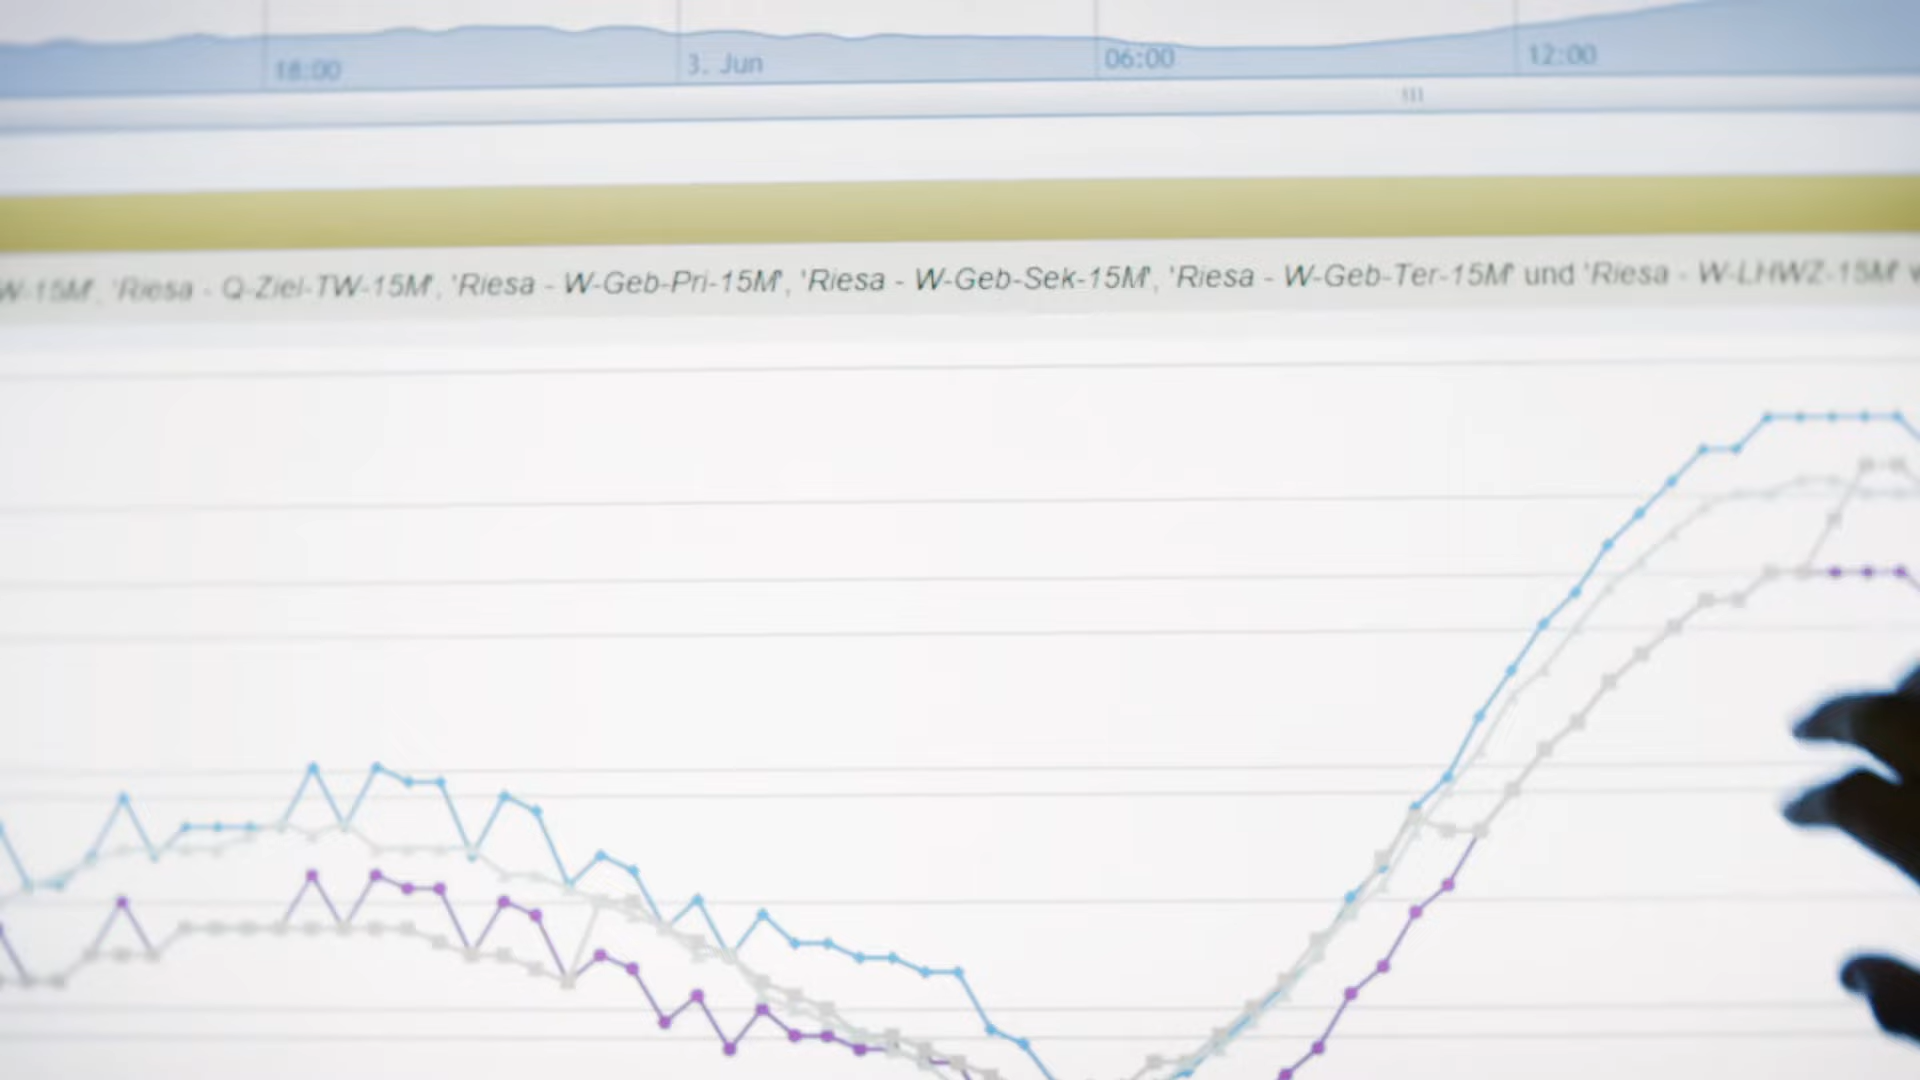 18:00 3. Jun 06:00 12:00
W-15M', 'Riesa - Q-Ziel-TW-15M', 'Riesa - W-Geb-Pri-15M', 'Riesa - W-Geb-Sek-15M', 'Riesa - W-Geb-Ter-15M' und 'Riesa - W-LHWZ-15M'